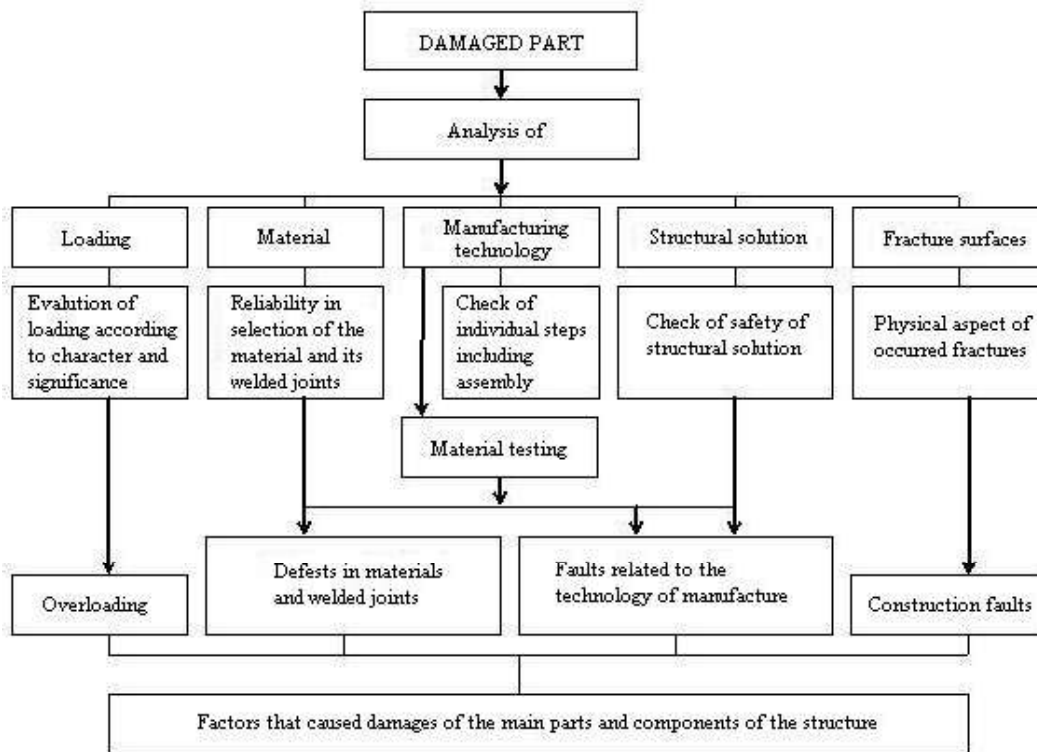 DAMAGED PART
Analysis of
Loading
Material
Manufacturing
technology
Structural solution
Fracture surfaces
Evalution of
loading according
to character and
significance
Reliability in
selection of the
material and its
welded joints
Check of
individual steps
including
assembly
Check of safety of
structural solution
Physical aspect of
occurred fractures
Material testing
Defests in materials
and welded joints
Faults related to the
technology of manufacture
Overloading
Construction faults
Factors that caused damages of the main parts and components of the structure